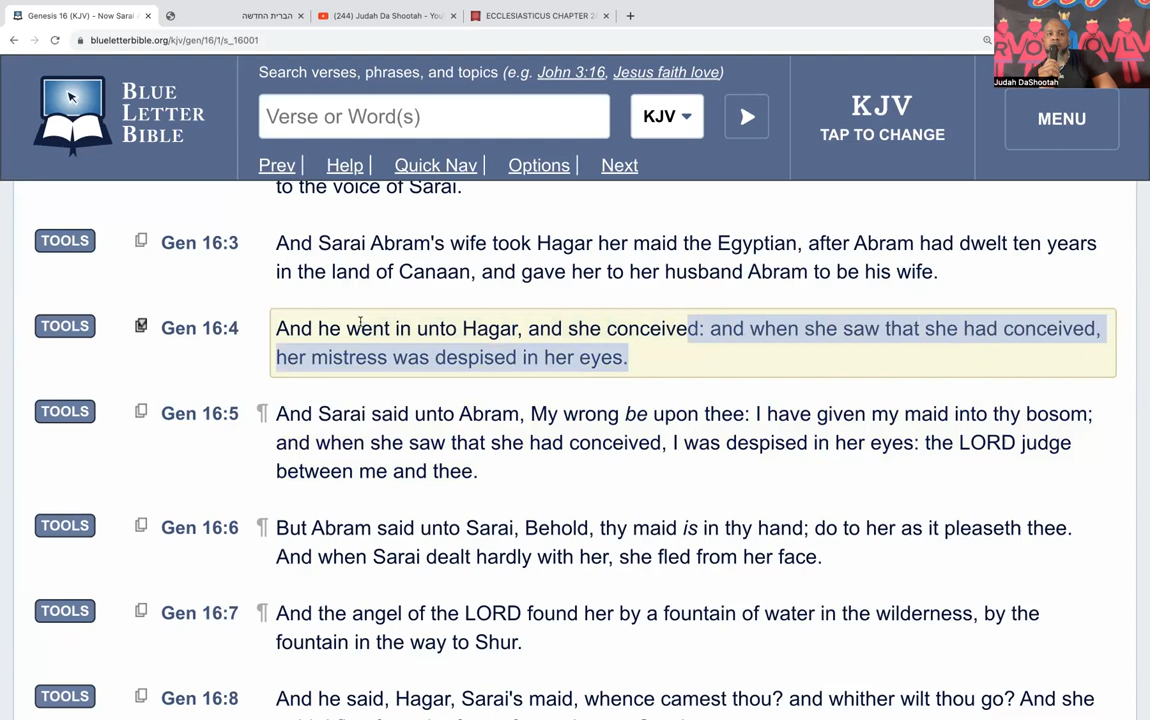 Genesis 16 (KJV) - Now Sarai
הברית החדשה
(244) Judah Da Shootah - You
ECCLESIASTICUS CHAPTER 2
blueletterbible.org/kjv/gen/16/1/s_16001
Judah DaShootah
BLUE
LETTER
BIBLE
Search verses, phrases, and topics (e.g. John 3:16, Jesus faith love)
Verse or Word(s)
KJV
KJV
TAP TO CHANGE
MENU
Prev | Help | Quick Nav | Options | Next
to the voice of Sarai.
TOOLS Gen 16:3 And Sarai Abram's wife took Hagar her maid the Egyptian, after Abram had dwelt ten years
in the land of Canaan, and gave her to her husband Abram to be his wife.
TOOLS Gen 16:4 And he went in unto Hagar, and she conceived: and when she saw that she had conceived,
her mistress was despised in her eyes.
TOOLS Gen 16:5 ¶ And Sarai said unto Abram, My wrong be upon thee: I have given my maid into thy bosom;
and when she saw that she had conceived, I was despised in her eyes: the LORD judge
between me and thee.
TOOLS Gen 16:6 ¶ But Abram said unto Sarai, Behold, thy maid is in thy hand; do to her as it pleaseth thee.
And when Sarai dealt hardly with her, she fled from her face.
TOOLS Gen 16:7 ¶ And the angel of the LORD found her by a fountain of water in the wilderness, by the
fountain in the way to Shur.
TOOLS Gen 16:8 And he said, Hagar, Sarai's maid, whence camest thou? and whither wilt thou go? And she